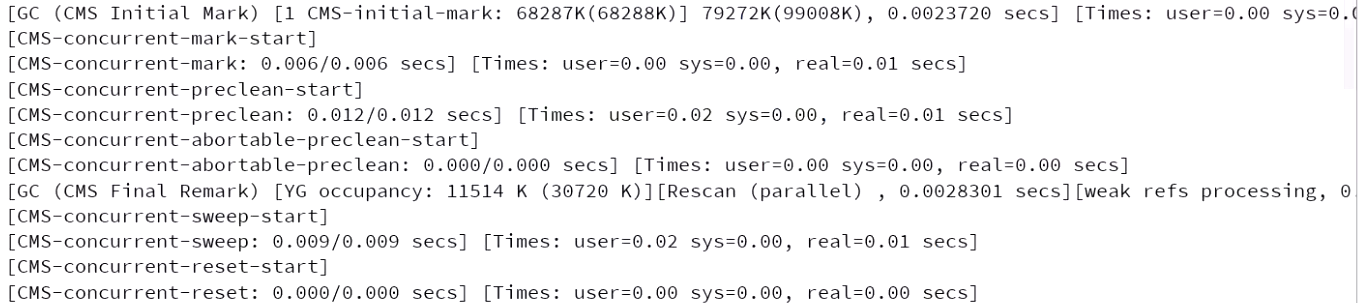 [GC (CMS Initial Mark) [1 CMS-initial-mark: 68287K(68288K)] 79272K(99008K), 0.0023720 secs] [Times: user=0.00 sys=0.0
[CMS-concurrent-mark-start]
[CMS-concurrent-mark: 0.006/0.006 secs] [Times: user=0.00 sys=0.00, real=0.01 secs]
[CMS-concurrent-preclean-start]
[CMS-concurrent-preclean: 0.012/0.012 secs] [Times: user=0.02 sys=0.00, real=0.01 secs]
[CMS-concurrent-abortable-preclean-start]
[CMS-concurrent-abortable-preclean: 0.000/0.000 secs] [Times: user=0.00 sys=0.00, real=0.00 secs]
[GC (CMS Final Remark) [YG occupancy: 11514 K (30720 K)][Rescan (parallel) , 0.0028301 secs][weak refs processing, 0.
[CMS-concurrent-sweep-start]
[CMS-concurrent-sweep: 0.009/0.009 secs] [Times: user=0.02 sys=0.00, real=0.01 secs]
[CMS-concurrent-reset-start]
[CMS-concurrent-reset: 0.000/0.000 secs] [Times: user=0.00 sys=0.00, real=0.00 secs]